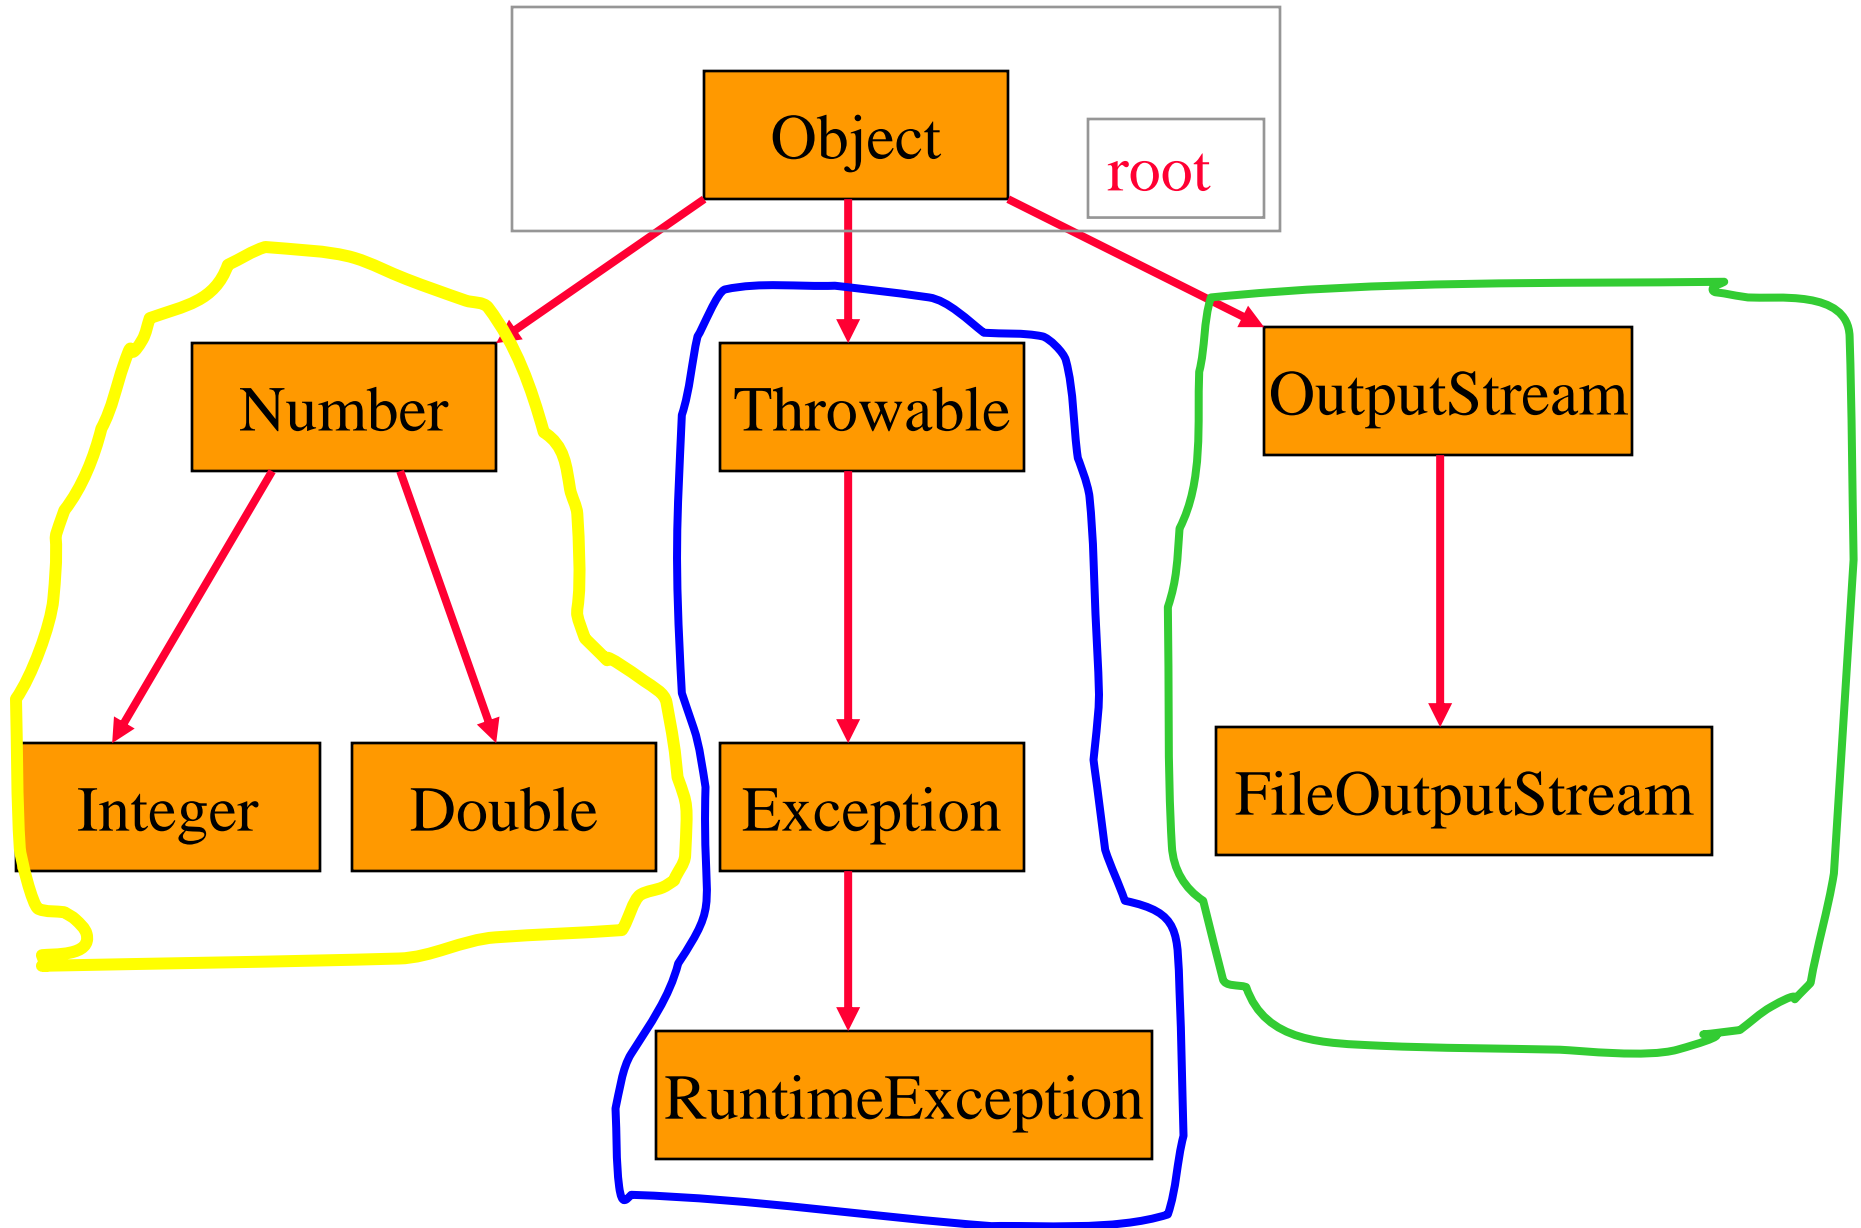 Object
root
Number
Throwable
OutputStream
Integer
Double
Exception
FileOutputStream
RuntimeException